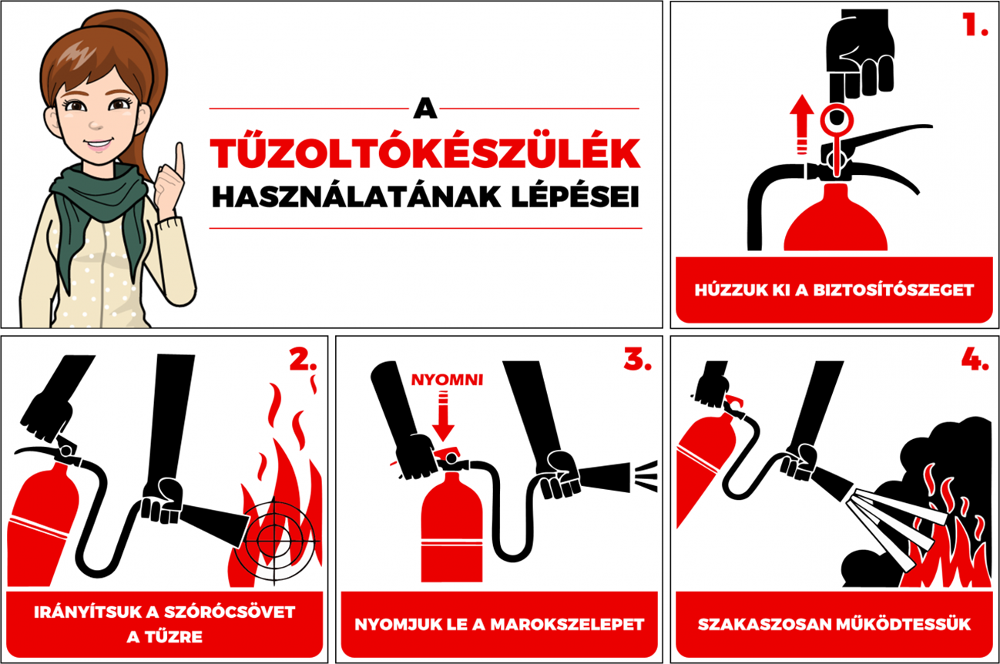 A
TŰZOLTÓKÉSZÜLÉK
HASZNÁLATÁNAK LÉPÉSEI
1.
HÚZZUK KI A BIZTOSÍTÓSZEGET
2.
IRÁNYÍTSUK A SZÓRÓCSÖVET
A TŰZRE
3.
NYOMNI
NYOMJUK LE A MAROKSZELEPET
4.
SZAKASZOSAN MŰKÖDTESSÜK